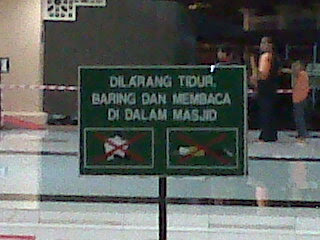 DILARANG TIDUR,
BARING DAN MEMBACA
DI DALAM MASJID